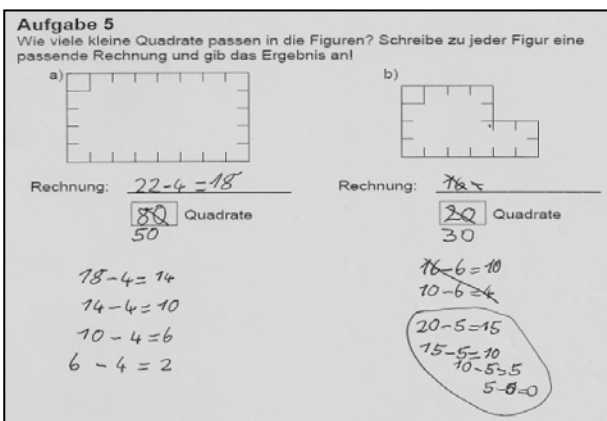 Aufgabe 5
Wie viele kleine Quadrate passen in die Figuren? Schreibe zu jeder Figur eine
passende Rechnung und gib das Ergebnis an!
a)
b)
Rechnung: 22-4=18
80 Quadrate
50
18-4=14
14-4=10
10-4=6
6-4=2
Rechnung: 16-
20 Quadrate
30
16-6=10
10-6=4
20-5=15
15-5=10
10-5=5
5-5=0